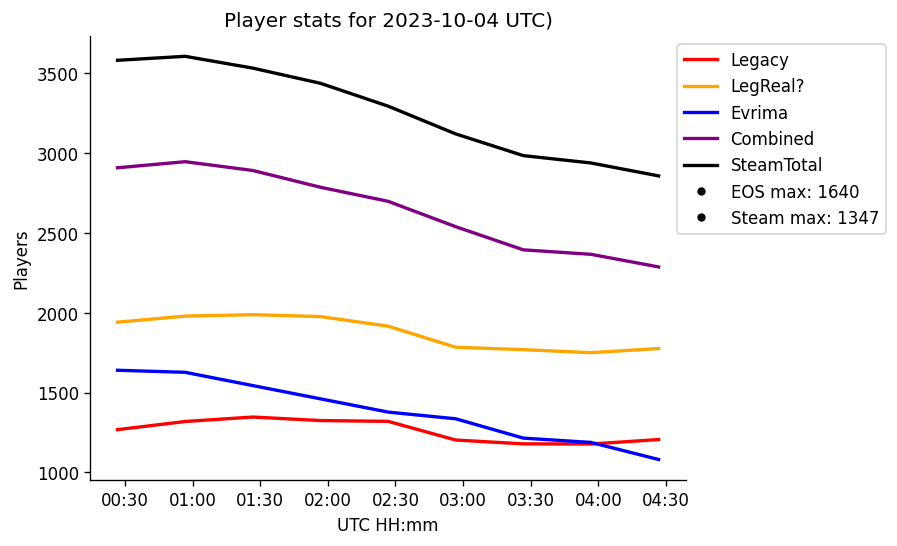 Player stats for 2023-10-04 UTC)
Legacy
LegReal?
Evrima
Combined
SteamTotal
EOS max: 1640
Steam max: 1347
Players
3500
3000
2500
2000
1500
1000
00:30 01:00 01:30 02:00 02:30 03:00 03:30 04:00 04:30
UTC HH:mm